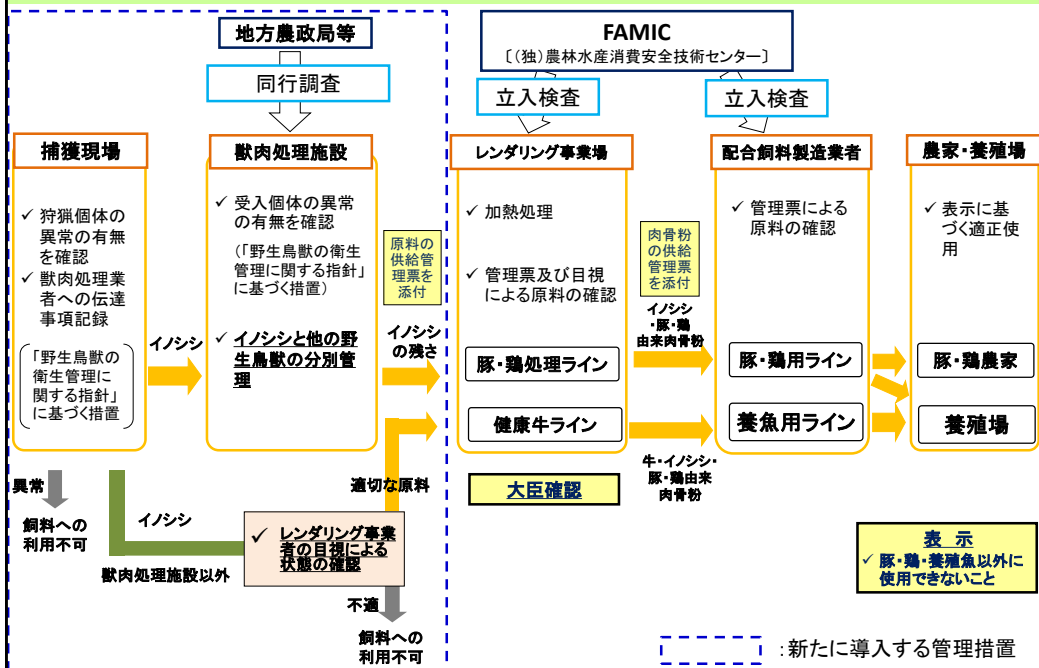 地方農政局等
同行調査
FAMIC
〔(独)農林水産消費安全技術センター〕
立入検査
立入検査
捕獲現場
✓ 狩猟個体の
異常の有無
を確認
✓ 獣肉処理業
者への伝達
事項記録
「野生鳥獣の
衛生管理に
関する指針」
に基づく措置
イノシシ
獣肉処理施設
✓ 受入個体の異常
の有無を確認
(「野生鳥獣の衛生
管理に関する指針」
に基づく措置)
✓ イノシシと他の野
生鳥獣の分別管
理
原料の
供給管
理票を
添付
イノシシ
の残さ
レンダリング事業場
✓ 加熱処理
✓ 管理票及び目視
による原料の確認
豚・鶏処理ライン
健康牛ライン
大臣確認
肉骨粉
の供給
管理票
を添付
イノシシ
・豚・鶏
由来肉骨粉
牛・イノシシ・
豚・鶏由来
肉骨粉
配合飼料製造業者
✓ 管理票による
原料の確認
豚・鶏用ライン
養魚用ライン
農家・養殖場
✓ 表示に基
づく適正使
用
豚・鶏農家
養殖場
異常
飼料への
利用不可
イノシシ
獣肉処理施設以外
適切な原料
✓ レンダリング事業
者の目視による
状態の確認
不適
飼料への
利用不可
表 示
✓ 豚・鶏・養殖魚以外に
使用できないこと
:新たに導入する管理措置